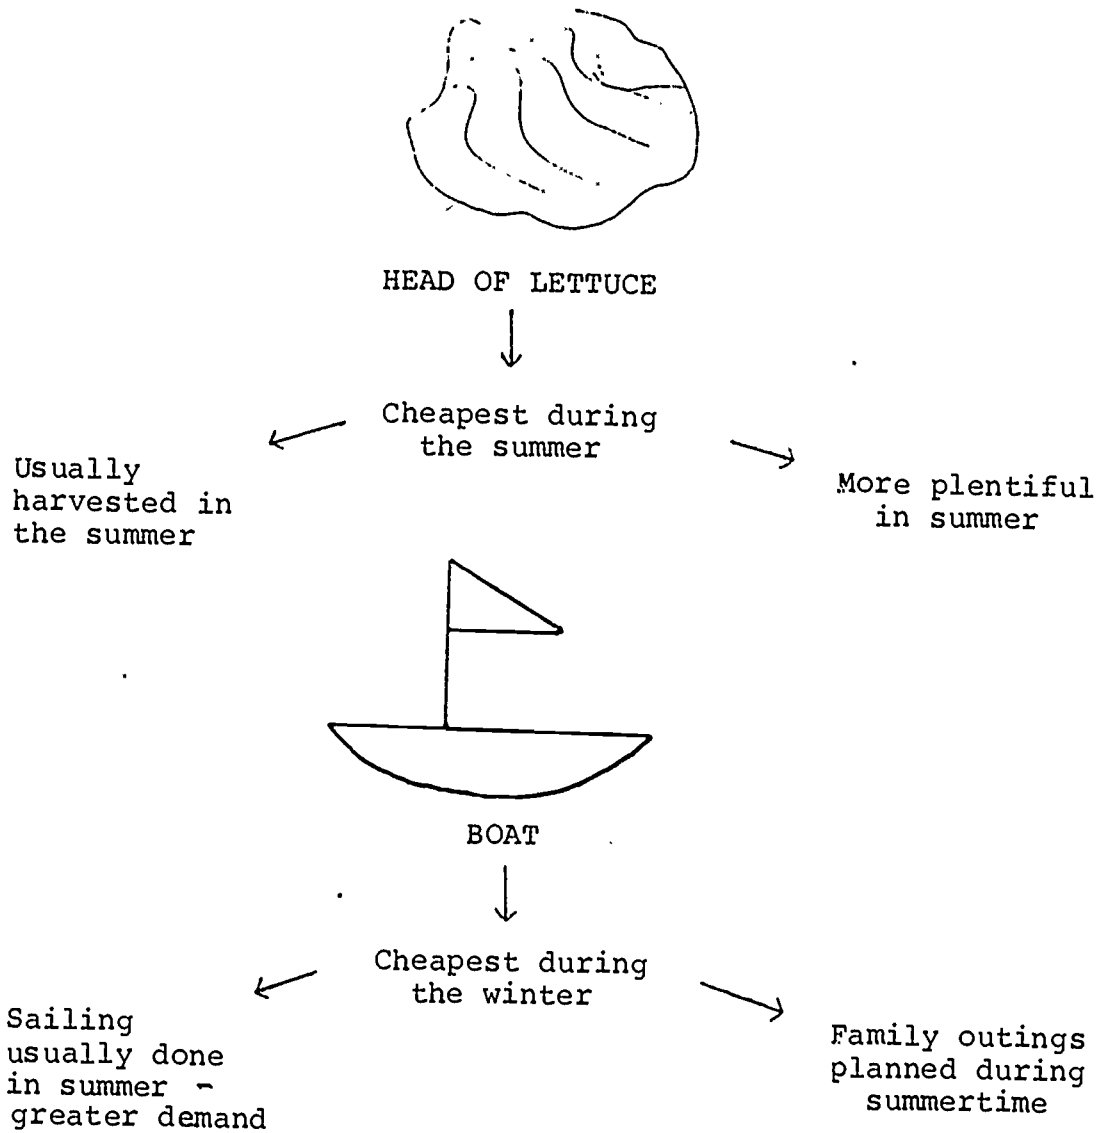 HEAD OF LETTUCE
Cheapest during
the summer
Usually
harvested in
the summer
More plentiful
in summer
BOAT
Cheapest during
the winter
Sailing
usually done
in summer -
greater demand
Family outings
planned during
summertime